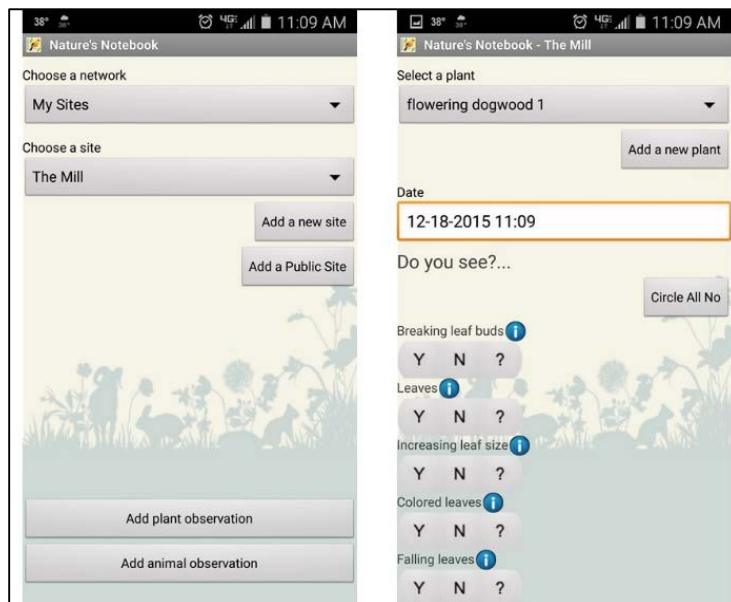 38°
4G
11:09 AM
Nature's Notebook
Choose a network
My Sites
Choose a site
The Mill
Add a new site
Add a Public Site
Add plant observation
Add animal observation
38°
4G
11:09 AM
Nature's Notebook - The Mill
Select a plant
flowering dogwood 1
Add a new plant
Date
12-18-2015 11:09
Do you see?...
Circle All No
Breaking leaf buds
Y N ?
Leaves
Y N ?
Increasing leaf size
Y N ?
Colored leaves
Y N ?
Falling leaves
Y N ?